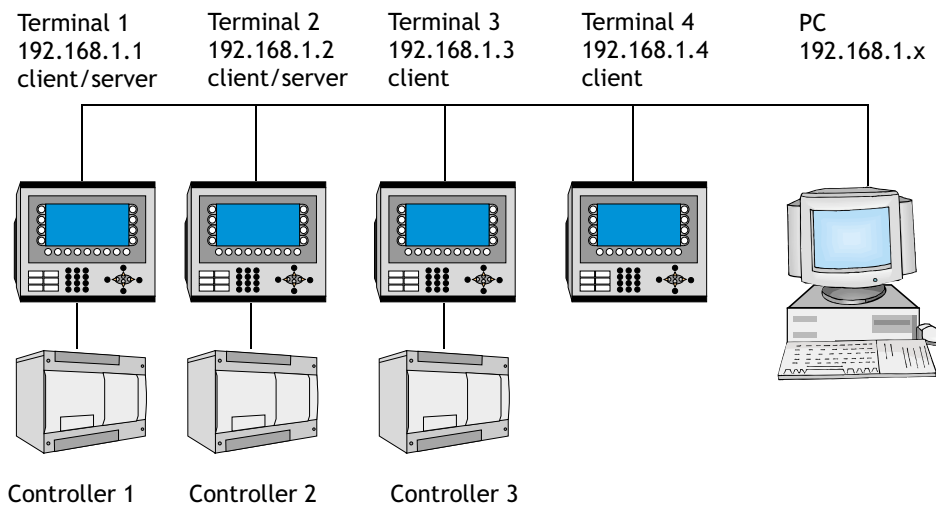 Terminal 1
192.168.1.1
client/server
Terminal 2
192.168.1.2
client/server
Terminal 3
192.168.1.3
client
Terminal 4
192.168.1.4
client
PC
192.168.1.x
Controller 1
Controller 2
Controller 3